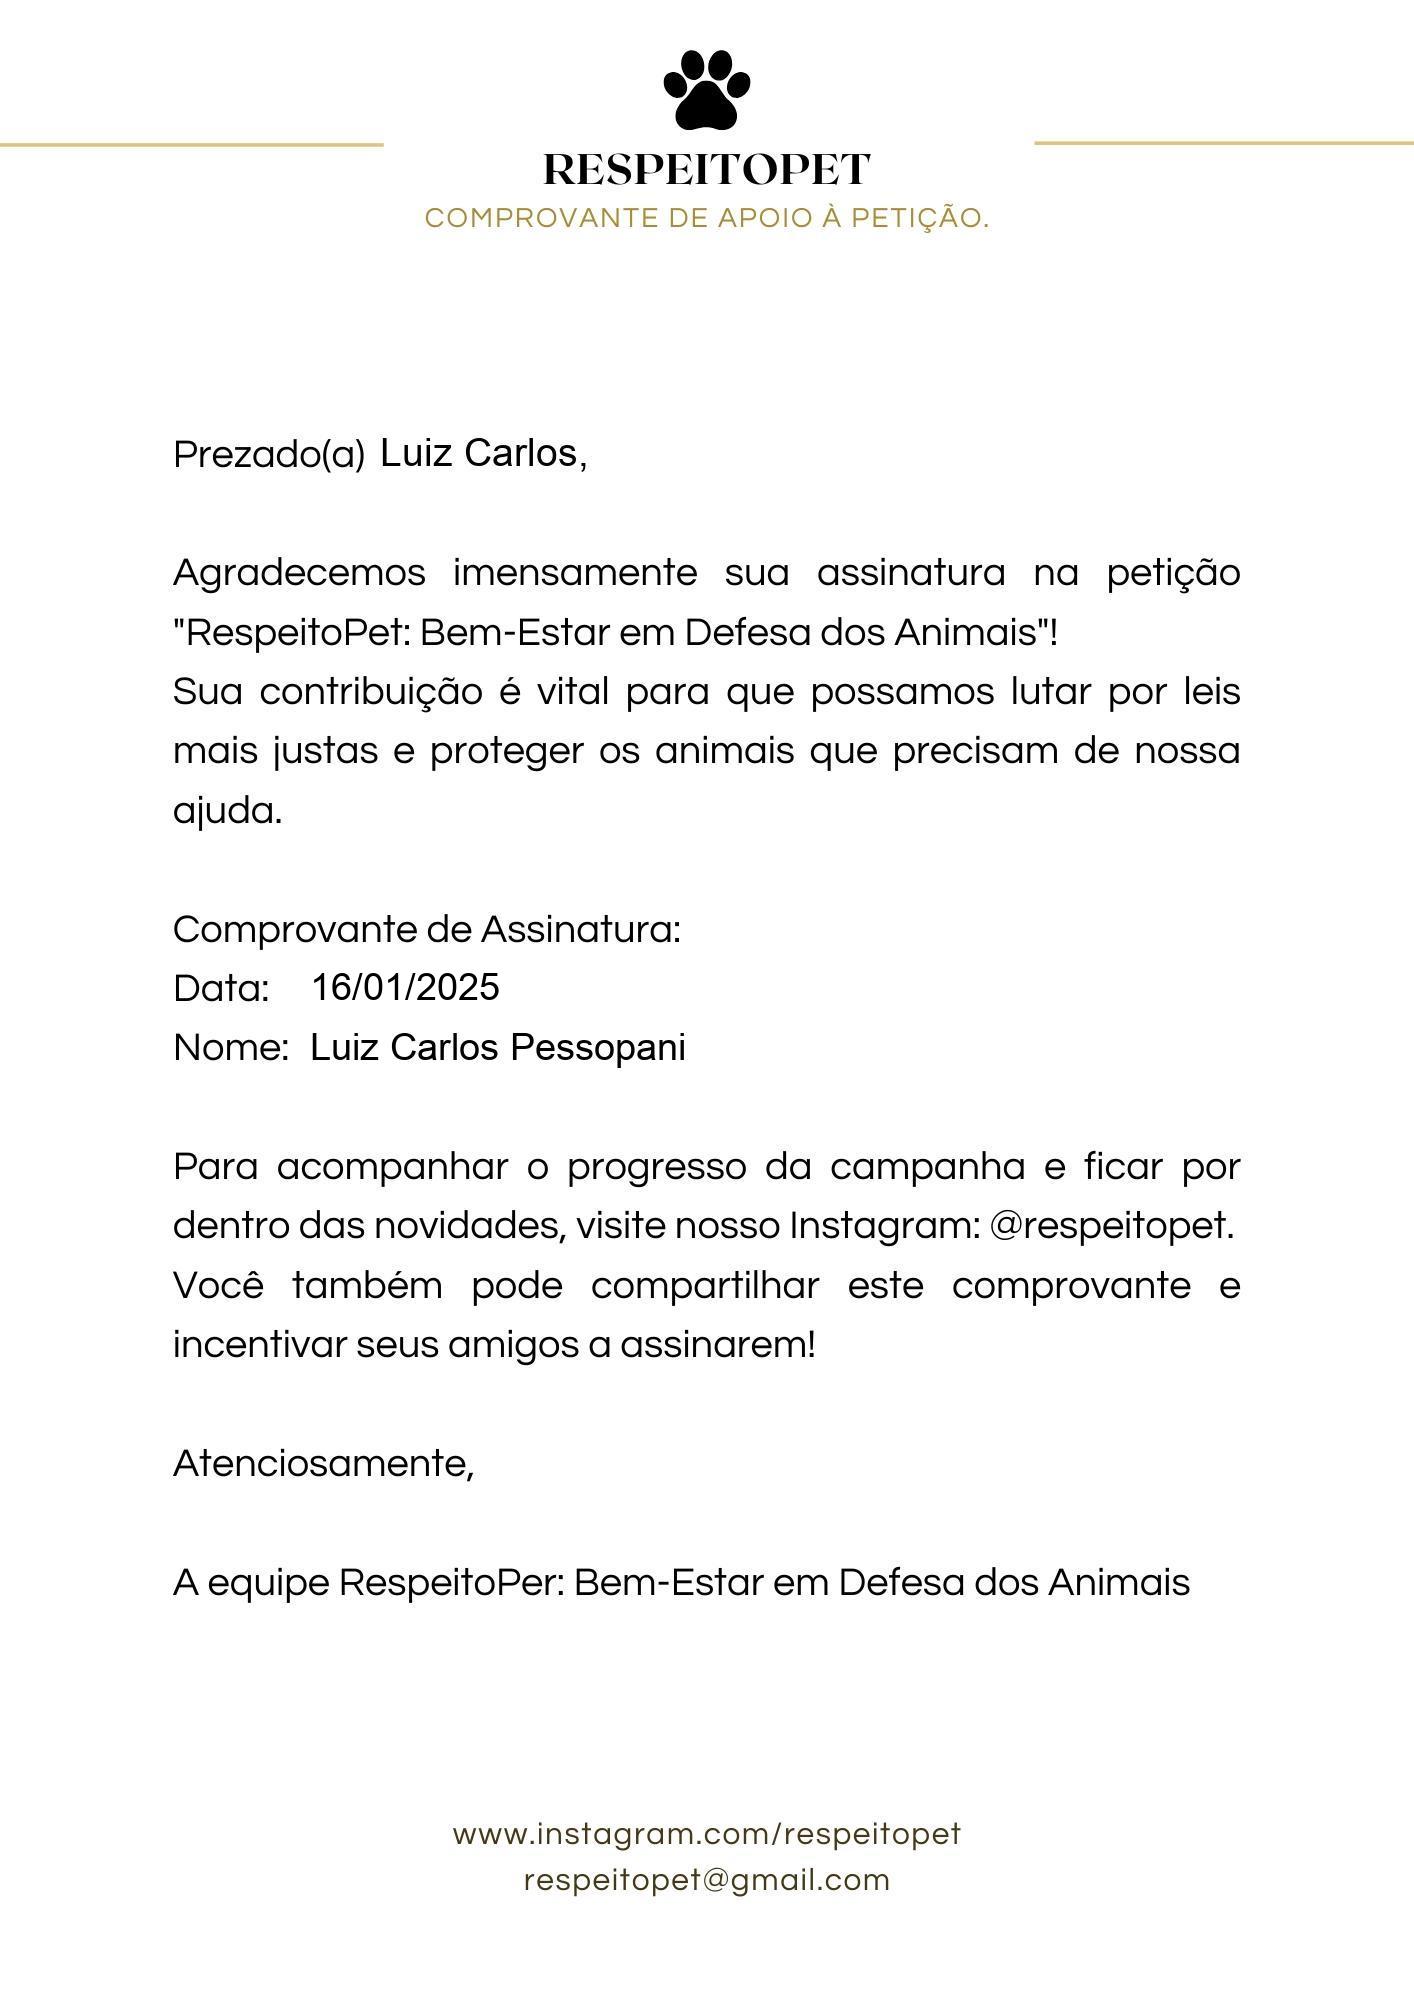 RESPEITOPET
COMPROVANTE DE APOIO À PETIÇÃO.
Prezado(a) Luiz Carlos,
Agradecemos imensamente sua assinatura na petição
"RespeitoPet: Bem-Estar em Defesa dos Animais"!
Sua contribuição é vital para que possamos lutar por leis
mais justas e proteger os animais que precisam de nossa
ajuda.
Comprovante de Assinatura:
Data: 16/01/2025
Nome: Luiz Carlos Pessopani
Para acompanhar o progresso da campanha e ficar por
dentro das novidades, visite nosso Instagram: @respeitopet.
Você também pode compartilhar este comprovante e
incentivar seus amigos a assinarem!
Atenciosamente,
A equipe RespeitoPer: Bem-Estar em Defesa dos Animais
www.instagram.com/respeitopet
respeitopet@gmail.com